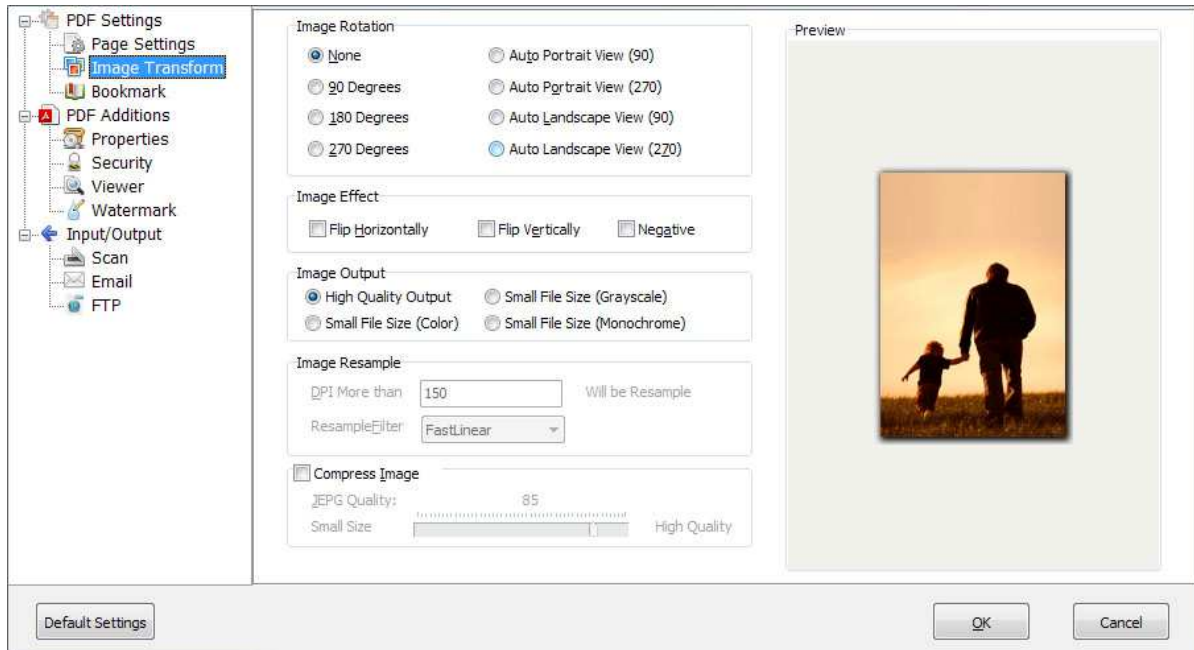 PDF Settings
Page Settings
Image Transform
Bookmark
PDF Additions
Properties
Security
Viewer
Watermark
Input/Output
Scan
Email
FTP
Image Rotation
None
Auto Portrait View (90)
90 Degrees
Auto Portrait View (270)
180 Degrees
Auto Landscape View (90)
270 Degrees
Auto Landscape View (270)
Image Effect
Flip Horizontally
Flip Vertically
Negative
Image Output
High Quality Output
Small File Size (Grayscale)
Small File Size (Color)
Small File Size (Monochrome)
Image Resample
DPI More than 150 Will be Resample
ResampleFilter FastLinear
Compress Image
JEPG Quality: 85
Small Size High Quality
Preview
Default Settings
OK
Cancel